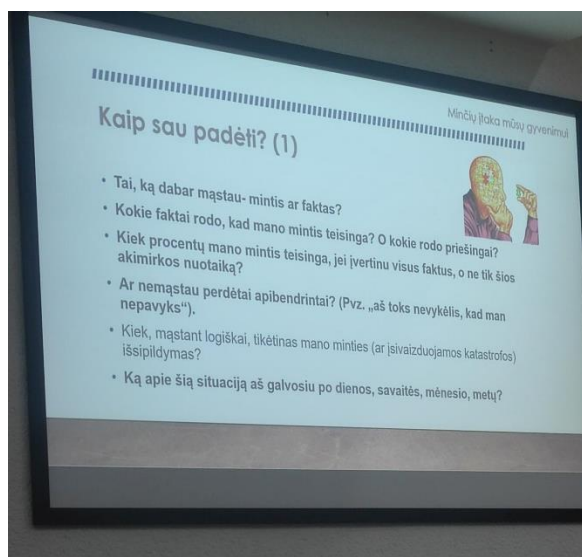 Minčių įtaka mūsų gyvenimui
Kaip sau padėti? (1)
• Tai, ką dabar mąstau- mintis ar faktas?
• Kokie faktai rodo, kad mano mintis teisinga? O kokie rodo priešingai?
• Kiek procentų mano mintis teisinga, jei įvertinu visus faktus, o ne tik šios
akimirkos nuotaiką?
• Ar nemąstau perdėtai apibendrintai? (Pvz. „aš toks nevykėlis, kad man
nepavyks“).
• Kiek, mąstant logiškai, tikėtinas mano minties (ar įsivaizduojamos katastrofos)
išsipildymas?
• Ką apie šią situaciją aš galvosiu po dienos, savaitės, mėnesio, metų?